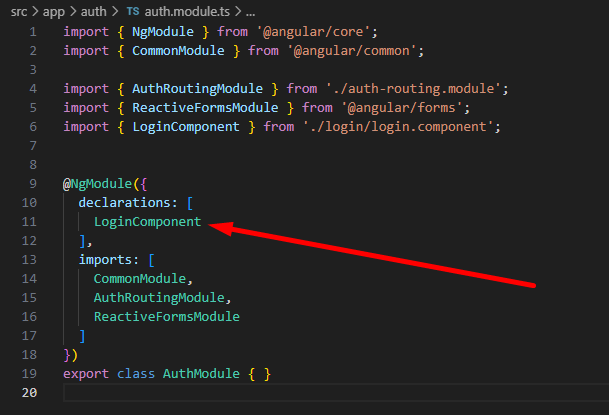 src > app > auth > TS auth.module.ts > ...
1 import { NgModule } from '@angular/core';
2 import { CommonModule } from '@angular/common';
3
4 import { AuthRoutingModule } from './auth-routing.module';
5 import { ReactiveFormsModule } from '@angular/forms';
6 import { LoginComponent } from './login/login.component';
7
8
9 @NgModule({
10   declarations: [
11     LoginComponent
12   ],
13   imports: [
14     CommonModule,
15     AuthRoutingModule,
16     ReactiveFormsModule
17   ]
18 })
19 export class AuthModule { }
20